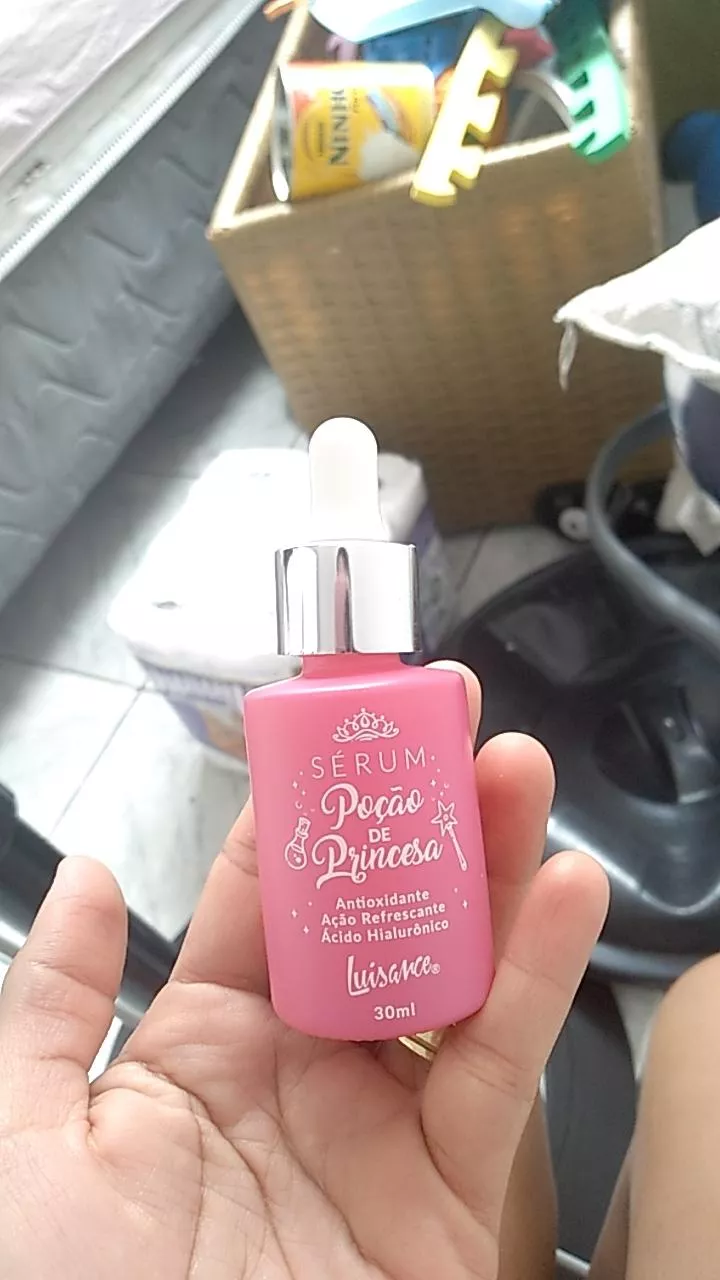 NINHO
SÉRUM
Poção
DE
Princesa
Antioxidante
Ação Refrescante
Ácido Hialurônico
Luisance®
30ml